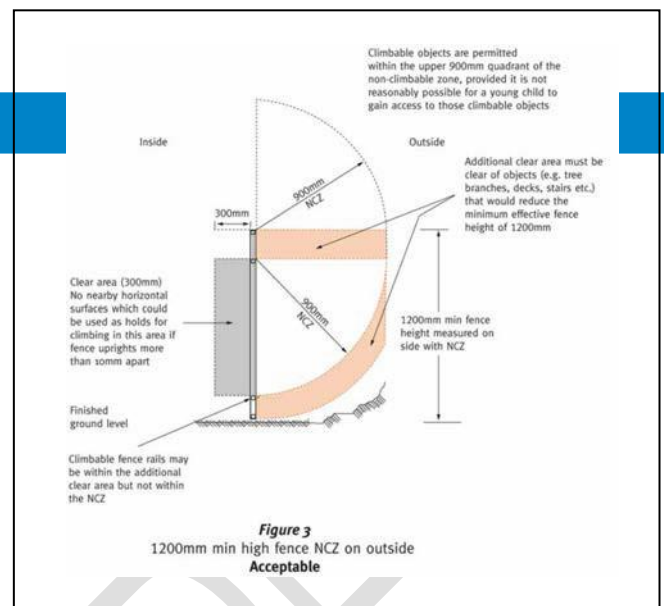 Climbable objects are permitted
within the upper 900mm quadrant of the
non-climbable zone, provided it is not
reasonably possible for a young child to
gain access to those climbable objects
Inside
Outside
Additional clear area must be
clear of objects (e.g. tree
branches, decks, stairs etc.)
that would reduce the
minimum effective fence
height of 1200mm
900mm
NCZ
300mm
Clear area (300mm)
No nearby horizontal
surfaces which could
be used as holds for
climbing in this area if
fence uprights more
than 10mm apart
900mm
NCZ
1200mm min fence
height measured on
side with NCZ
Finished
ground level
Climbable fence rails may
be within the additional
clear area but not within
the NCZ
Figure 3
1200mm min high fence NCZ on outside
Acceptable